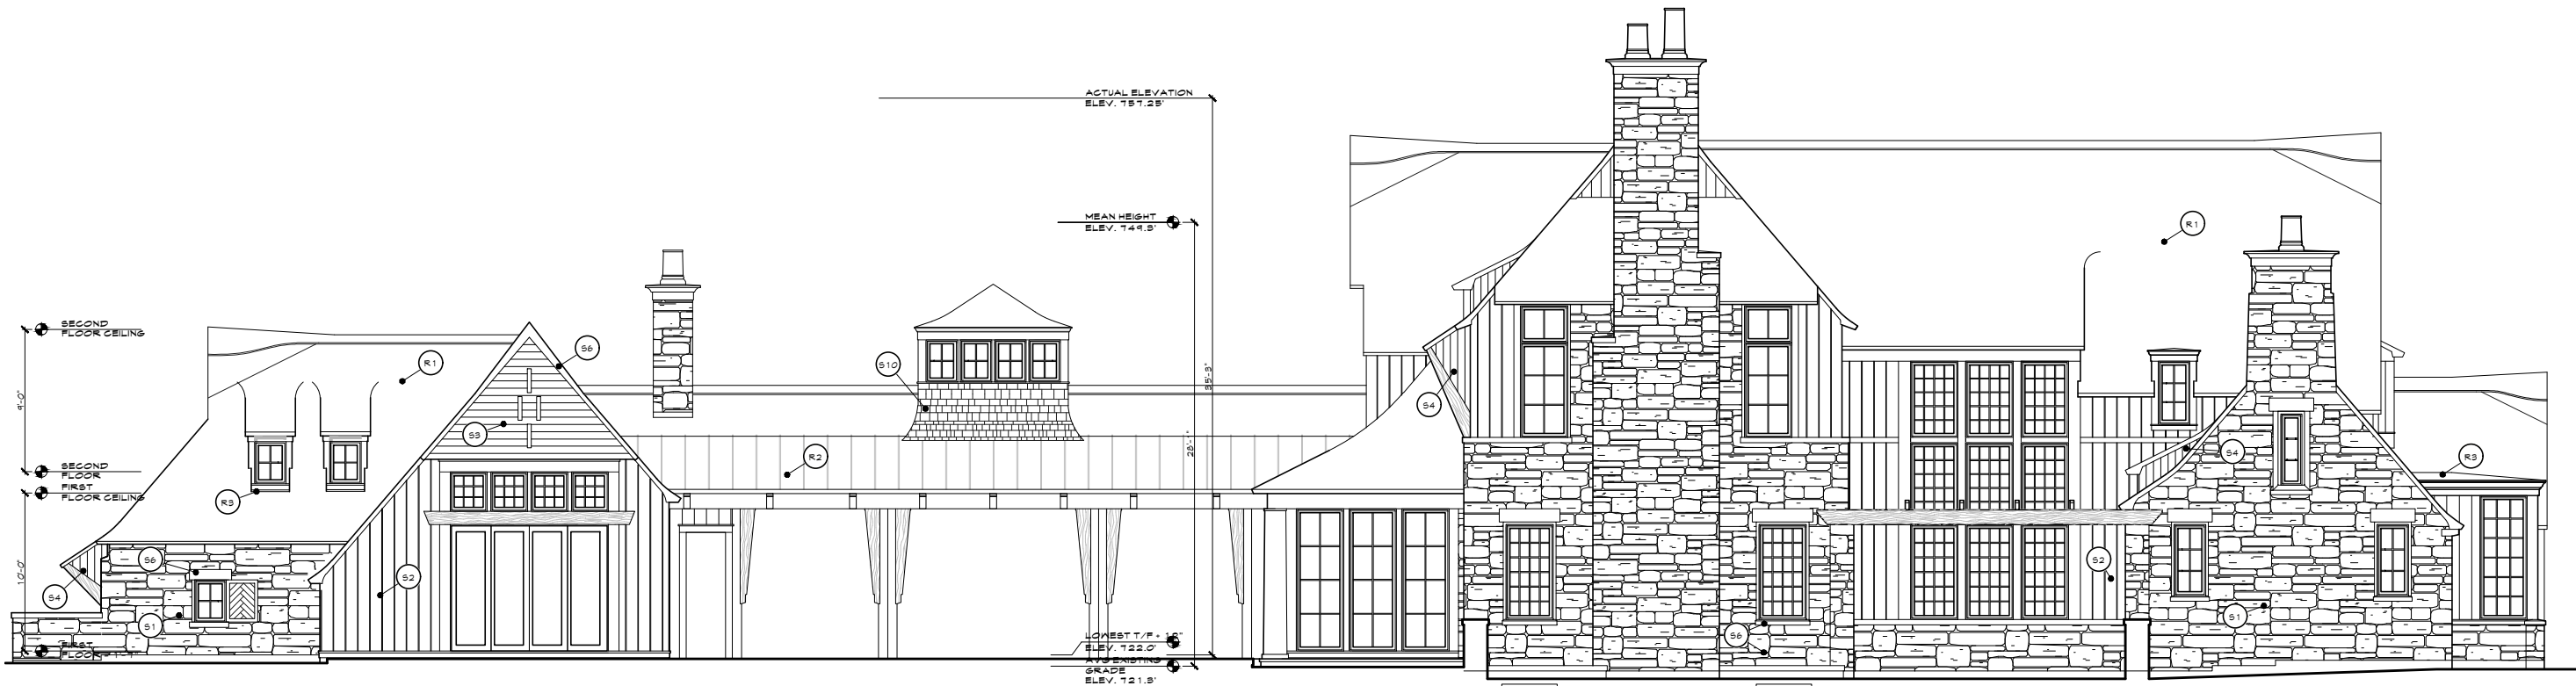 ACTUAL ELEVATION
ELEV. 757.25'
MEAN HEIGHT
ELEV. 749.3'
R1
R1
SECOND
FLOOR CEILING
S6
R1
S10
35'-3"
9'-0"
S4
S3
28'-1"
R2
S4
R3
SECOND
FLOOR
FIRST
FLOOR CEILING
R3
S6
S2
S2
10'-0"
S4
S1
S1
S6
FIRST
LOWEST T/F +
ELEV. 722.0'
AVG EXISTING
GRADE
ELEV. 721.3'